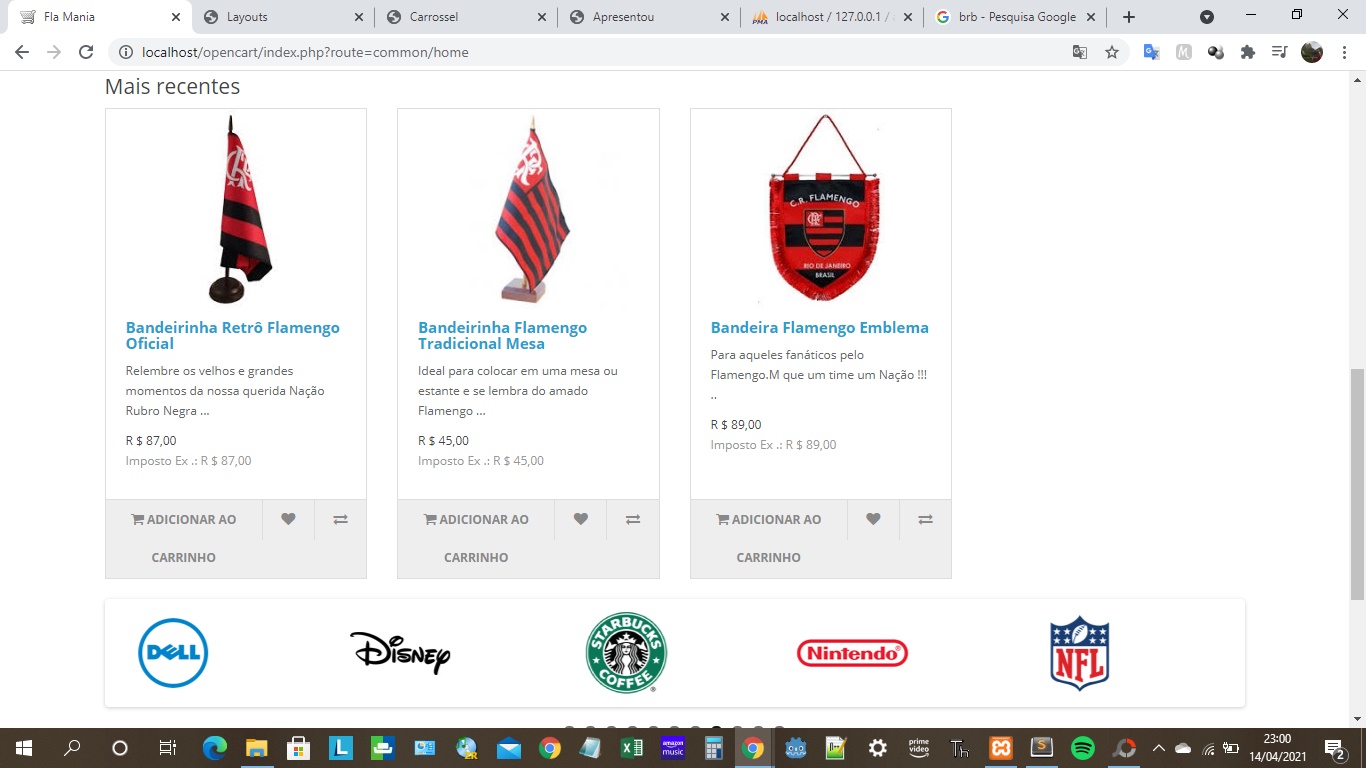 Fla Mania
Layouts
Carrossel
Apresentou
localhost / 127.0.0.1 /
brb - Pesquisa Google
localhost/opencart/index.php?route=common/home
Mais recentes
C.R. FLAMENGO
RIO DE JANEIRO
BRASIL
Bandeirinha Retrô Flamengo
Oficial
Relembre os velhos e grandes
momentos da nossa querida Nação
Rubro Negra ...
R $ 87,00
Imposto Ex .: R $ 87,00
ADICIONAR AO
CARRINHO
Bandeirinha Flamengo
Tradicional Mesa
Ideal para colocar em uma mesa ou
estante e se lembra do amado
Flamengo ...
R $ 45,00
Imposto Ex .: R $ 45,00
ADICIONAR AO
CARRINHO
Bandeira Flamengo Emblema
Para aqueles fanáticos pelo
Flamengo.M que um time um Nação !!!
..
R $ 89,00
Imposto Ex .: R $ 89,00
ADICIONAR AO
CARRINHO
DELL
Disney
STARBUCKS
COFFEE
Nintendo
NFL
amazon
music
prime
video
Th
23:00
14/04/2021
2